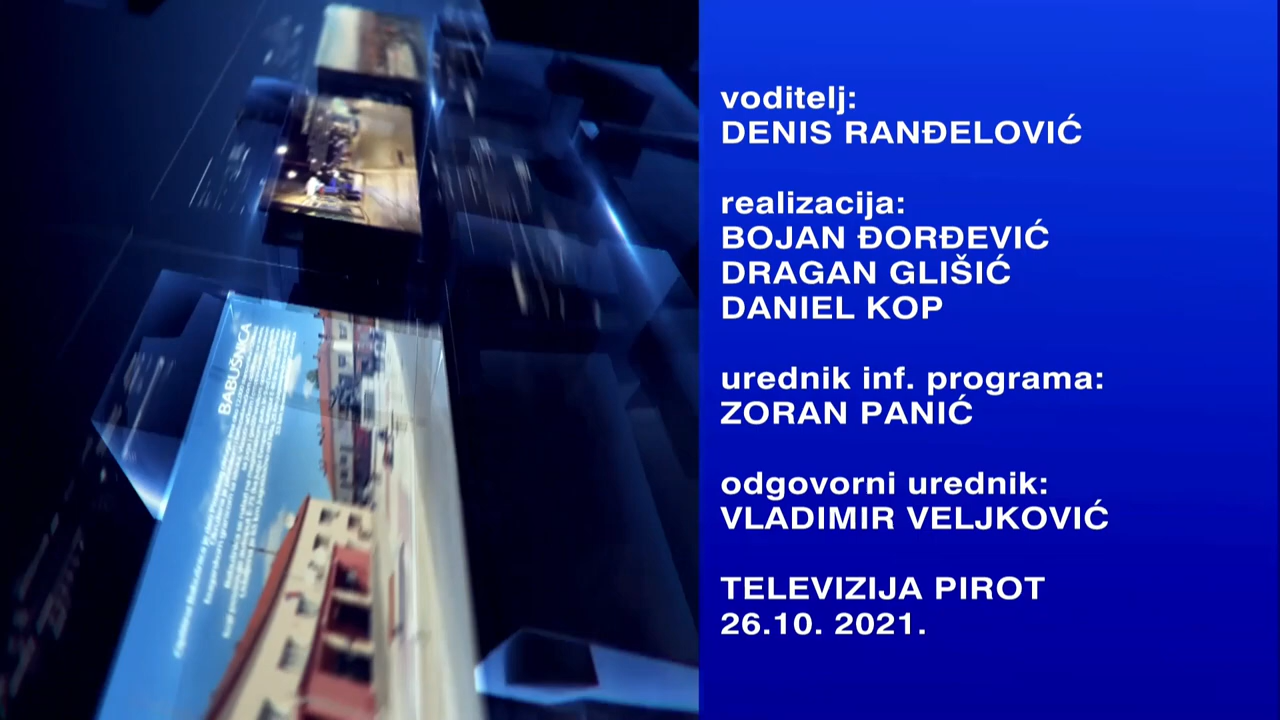 voditelj:
DENIS RANĐELOVIĆ
realizacija:
BOJAN ĐORĐEVIĆ
DRAGAN GLIŠIĆ
DANIEL KOP
urednik inf. programa:
ZORAN PANIĆ
odgovorni urednik:
VLADIMIR VELJKOVIĆ
TELEVIZIJA PIROT
26.10. 2021.
BABUŠNICA